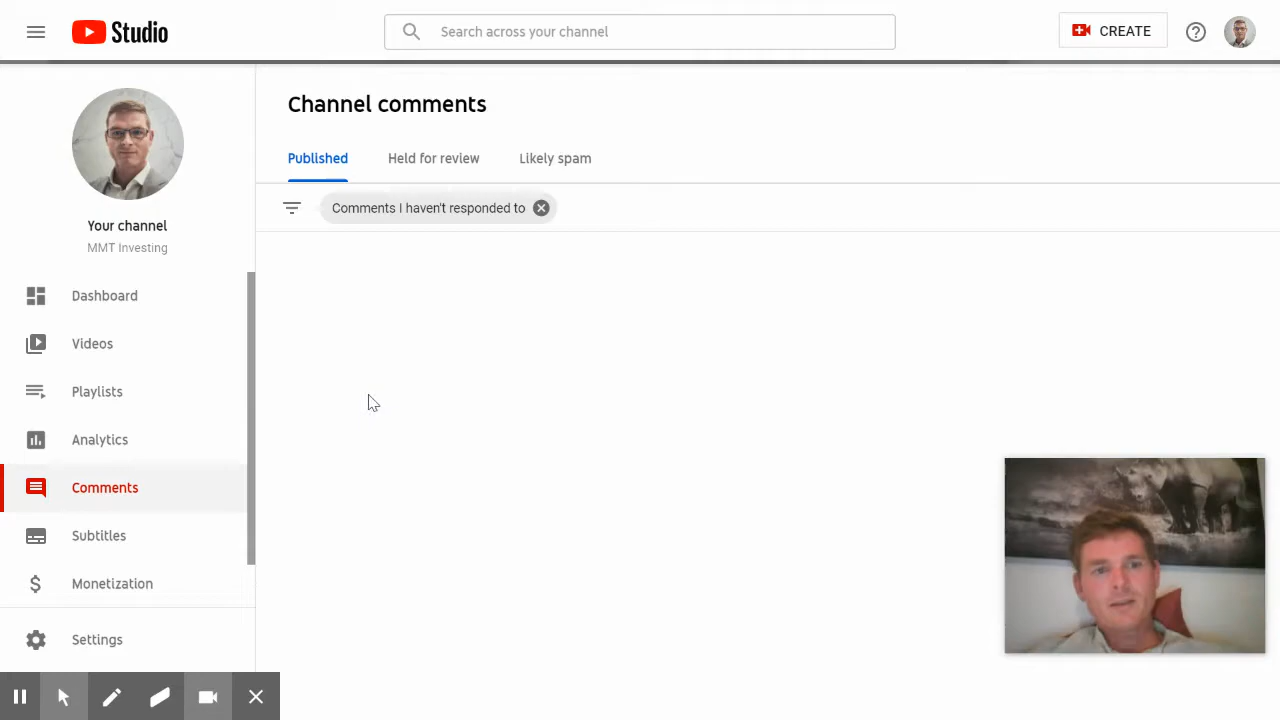 Studio
Search across your channel
CREATE
Channel comments
Published
Held for review
Likely spam
Comments I haven't responded to
Your channel
MMT Investing
Dashboard
Videos
Playlists
Analytics
Comments
Subtitles
Monetization
Settings